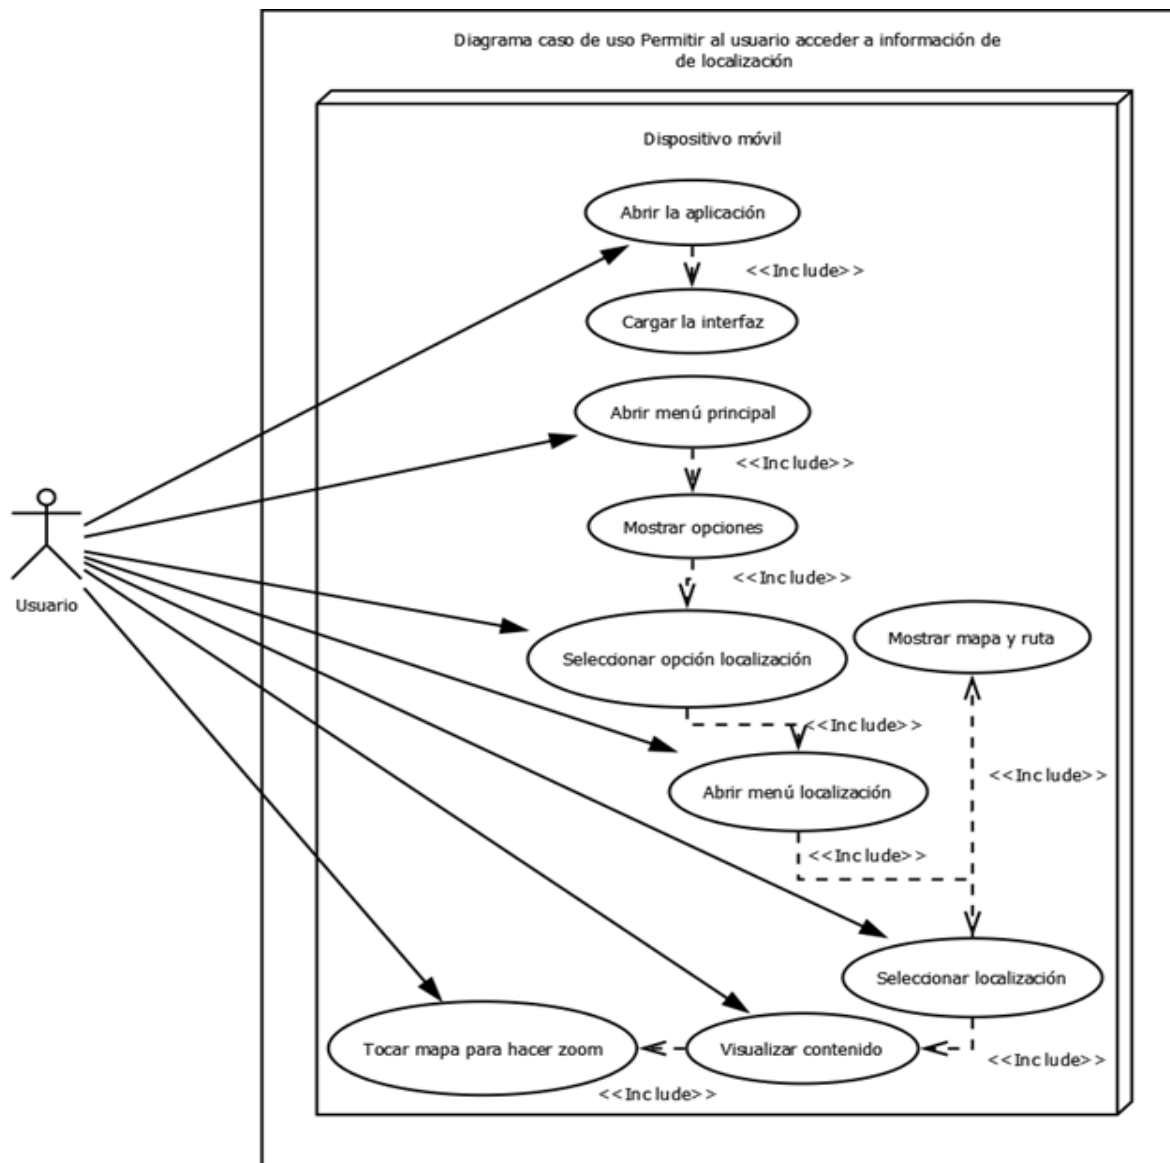 Diagrama caso de uso Permitir al usuario acceder a información de
de localización
Dispositivo móvil
Abrir la aplicación
<<Include>>
Cargar la interfaz
Abrir menú principal
<<Include>>
Mostrar opciones
<<Include>>
Usuario
Mostrar mapa y ruta
Seleccionar opción localización
<<Include>>
<<Include>>
Abrir menú localización
<<Include>>
Seleccionar localización
Tocar mapa para hacer zoom
Visualizar contenido
<<Include>>
<<Include>>